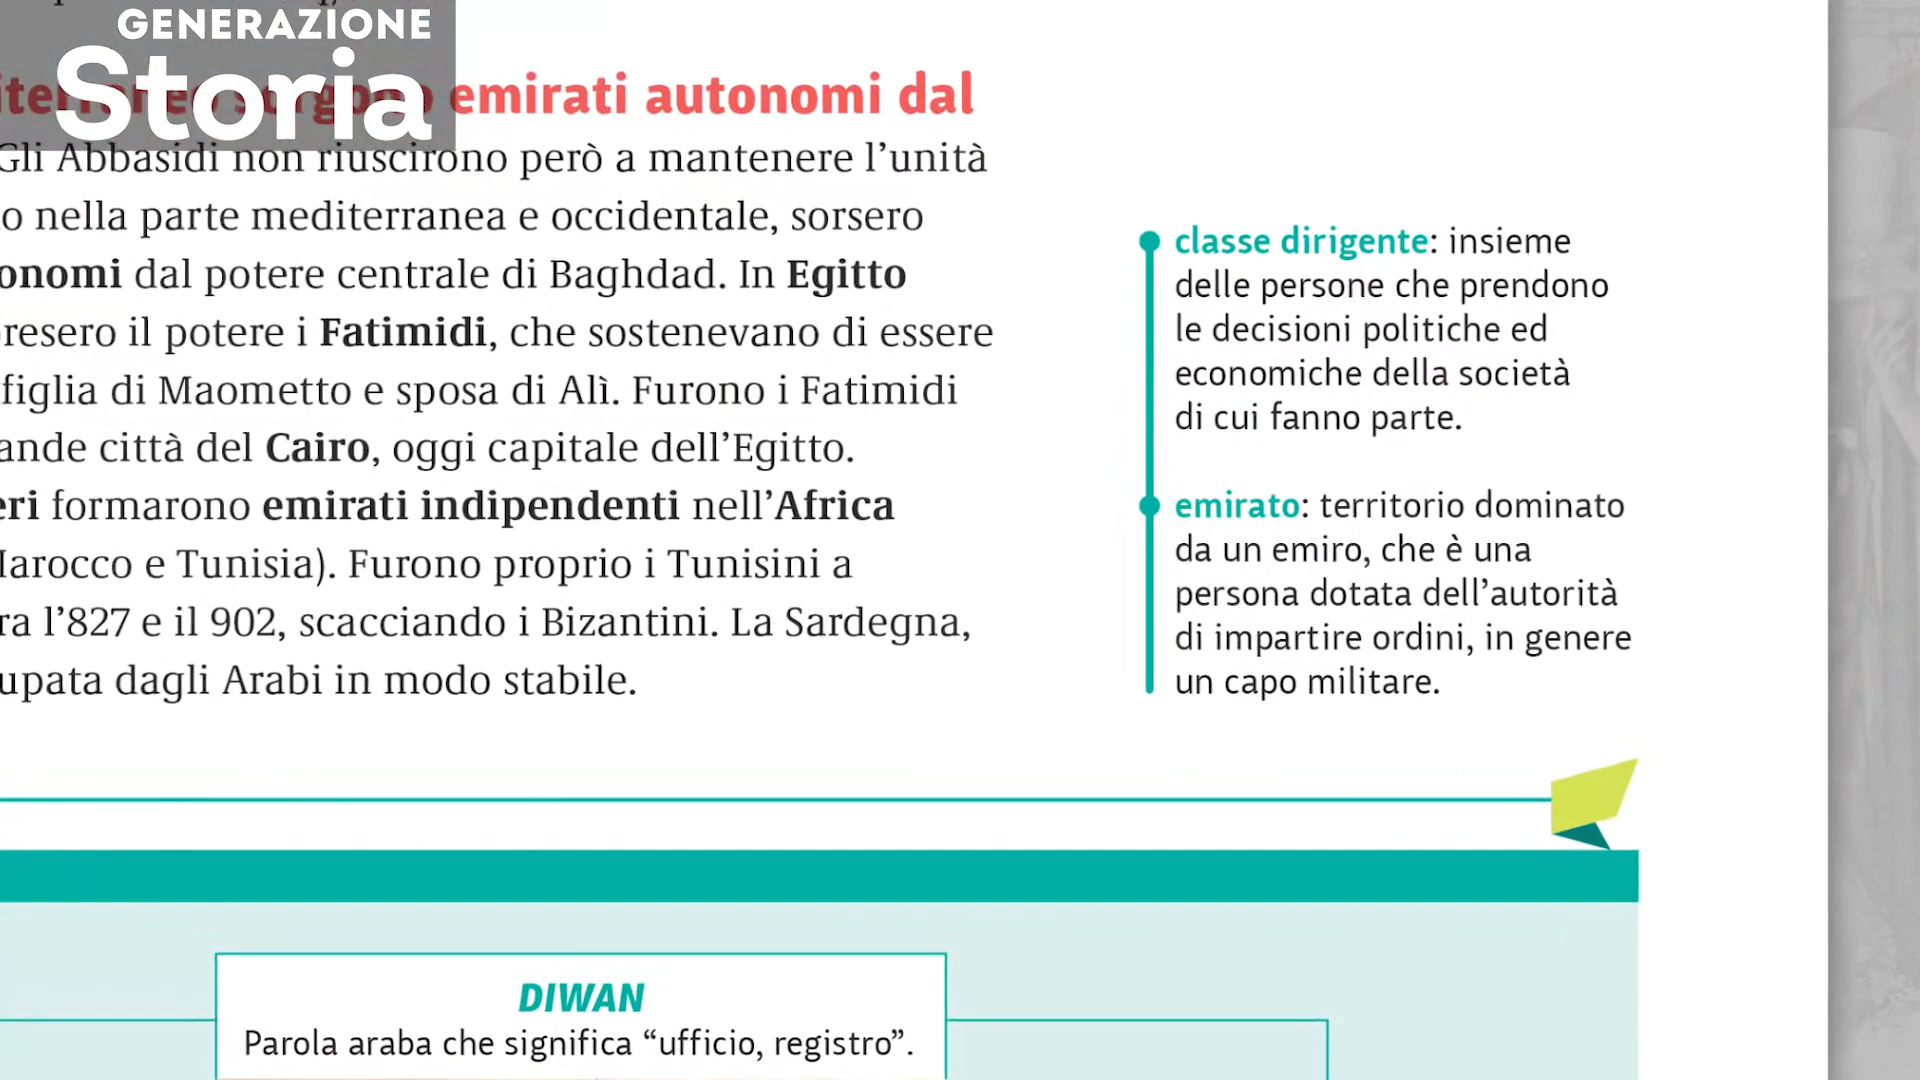 GENERAZIONE
Storia
emirati autonomi dal
Gli Abbasidi non riuscirono però a mantenere l’unità
o nella parte mediterranea e occidentale, sorsero
onomi dal potere centrale di Baghdad. In Egitto
presero il potere i Fatimidi, che sostenevano di essere
figlia di Maometto e sposa di Alì. Furono i Fatimidi
ande città del Cairo, oggi capitale dell’Egitto.
eri formarono emirati indipendenti nell’Africa
Marocco e Tunisia). Furono proprio i Tunisini a
ra l’827 e il 902, scacciando i Bizantini. La Sardegna,
upata dagli Arabi in modo stabile.
classe dirigente: insieme
delle persone che prendono
le decisioni politiche ed
economiche della società
di cui fanno parte.
emirato: territorio dominato
da un emiro, che è una
persona dotata dell’autorità
di impartire ordini, in genere
un capo militare.
DIWAN
Parola araba che significa “ufficio, registro”.